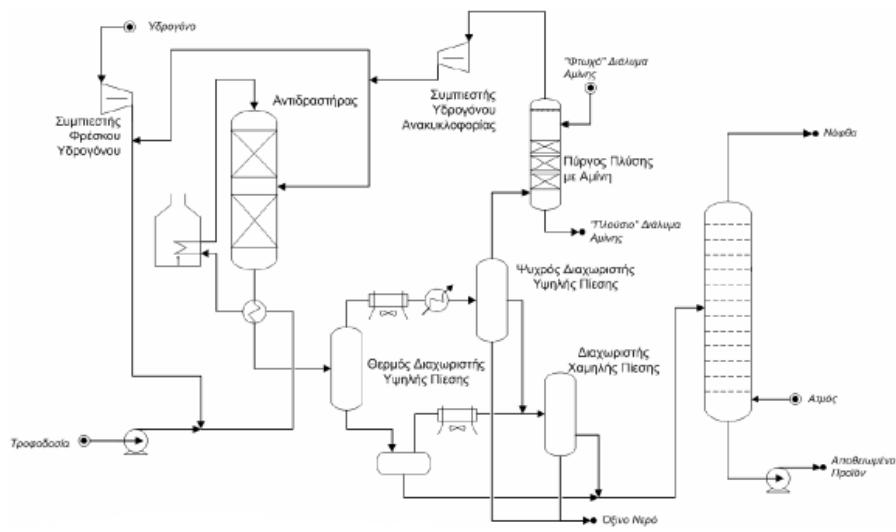 Υδρογόνο
Συμπιεστής
Φρέσκου
Υδρογόνου
Αντιδραστήρας
Συμπιεστής
Υδρογόνου
Ανακυκλοφορίας
"Φτωχό" Διάλυμα
Αμίνης
Πύργος Πλύσης
με Αμίνη
"Πλούσιο" Διάλυμα
Αμίνης
Νάφθα
Ψυχρός Διαχωριστής
Υψηλής Πίεσης
Θερμός Διαχωριστής
Υψηλής Πίεσης
Διαχωριστής
Χαμηλής Πίεσης
Ατμός
Τροφοδοσία
Αποθειωμένο
Προϊόν
Όξινο Νερό